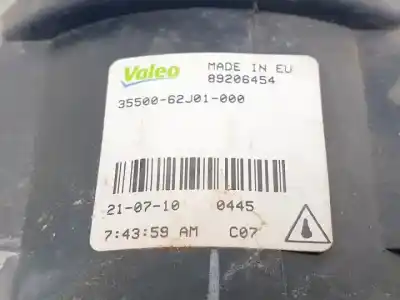 Valeo MADE IN EU
89206454
35500-62J01-000
21-07-10 0445
7:43:59 AM C07